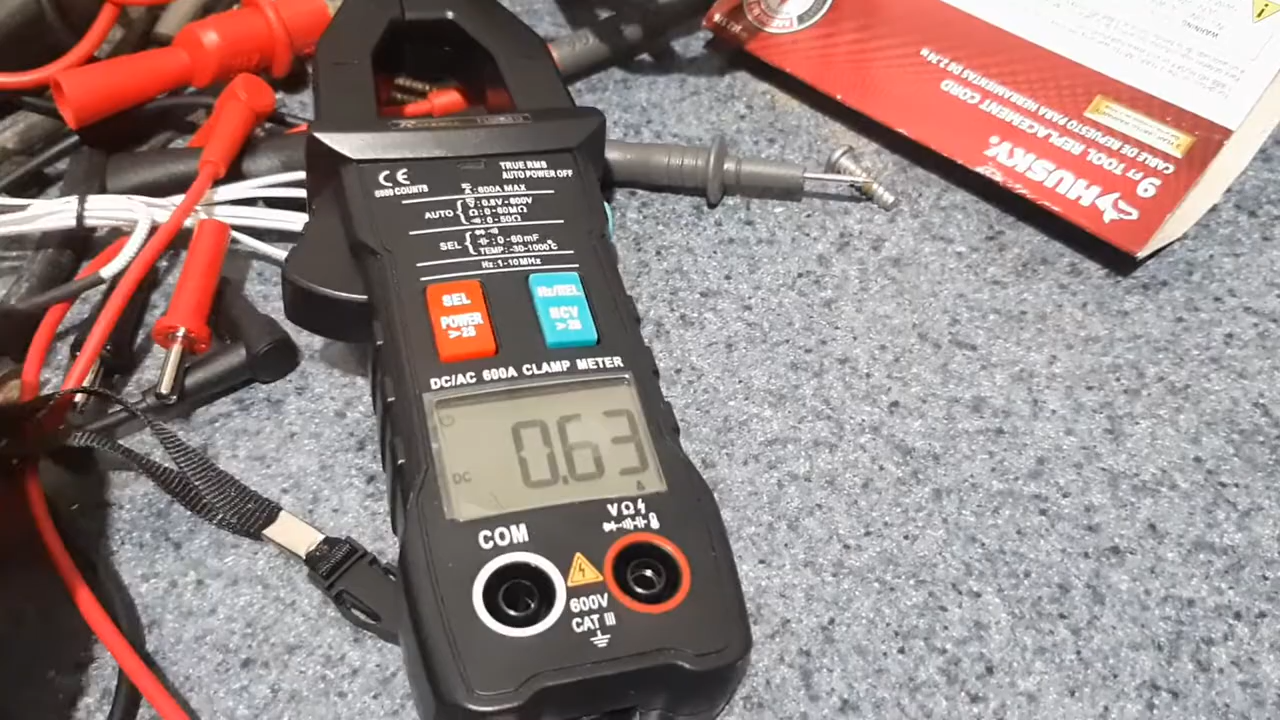 TRUE RMS
AUTO POWER OFF
CE
6000 COUNTS
A: 600A MAX
AUTO
V: 0.8V-600V
Ω: 0-60MΩ
0-50Ω
SEL
0-60mF
TEMP: -30-1000℃
Hz: 1-10MHz
SEL
POWER
>2S
Hz/REL
NCV
>2S
DC/AC 600A CLAMP METER
0.63
DC
A
COM
VΩ
600V
CAT III
WARNING
HUSKY
9 FT TOOL REPLACEMENT CORD
CABLE DE REPUESTO PARA HERRAMIENTAS DE 2.74 M